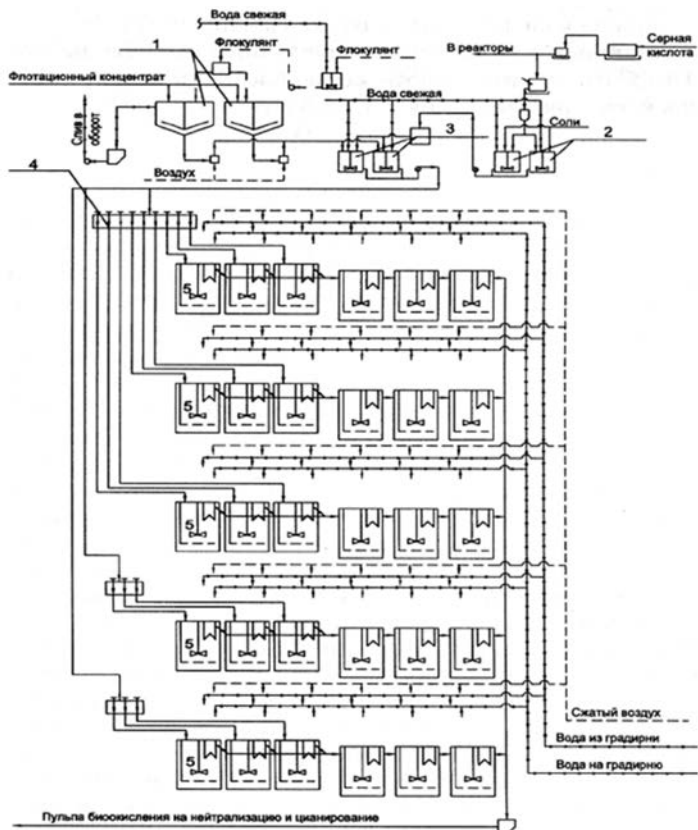 Вода свежая
1
Флокулянт
Флокулянт
В реакторы
Серная
кислота
Флотационный концентрат
Вода свежая
Слив в
оборот
Соли
3
2
Воздух
4
5
5
5
5
5
Сжатый воздух
Вода из градирни
Вода на градирню
Пульпа биоокисления на нейтрализацию и цианирование